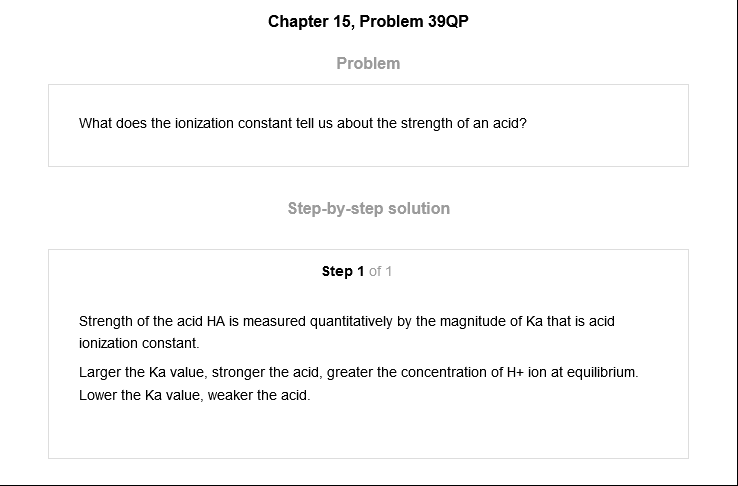 Chapter 15, Problem 39QP
Problem
What does the ionization constant tell us about the strength of an acid?
Step-by-step solution
Step 1 of 1
Strength of the acid HA is measured quantitatively by the magnitude of Ka that is acid
ionization constant.
Larger the Ka value, stronger the acid, greater the concentration of H+ ion at equilibrium.
Lower the Ka value, weaker the acid.